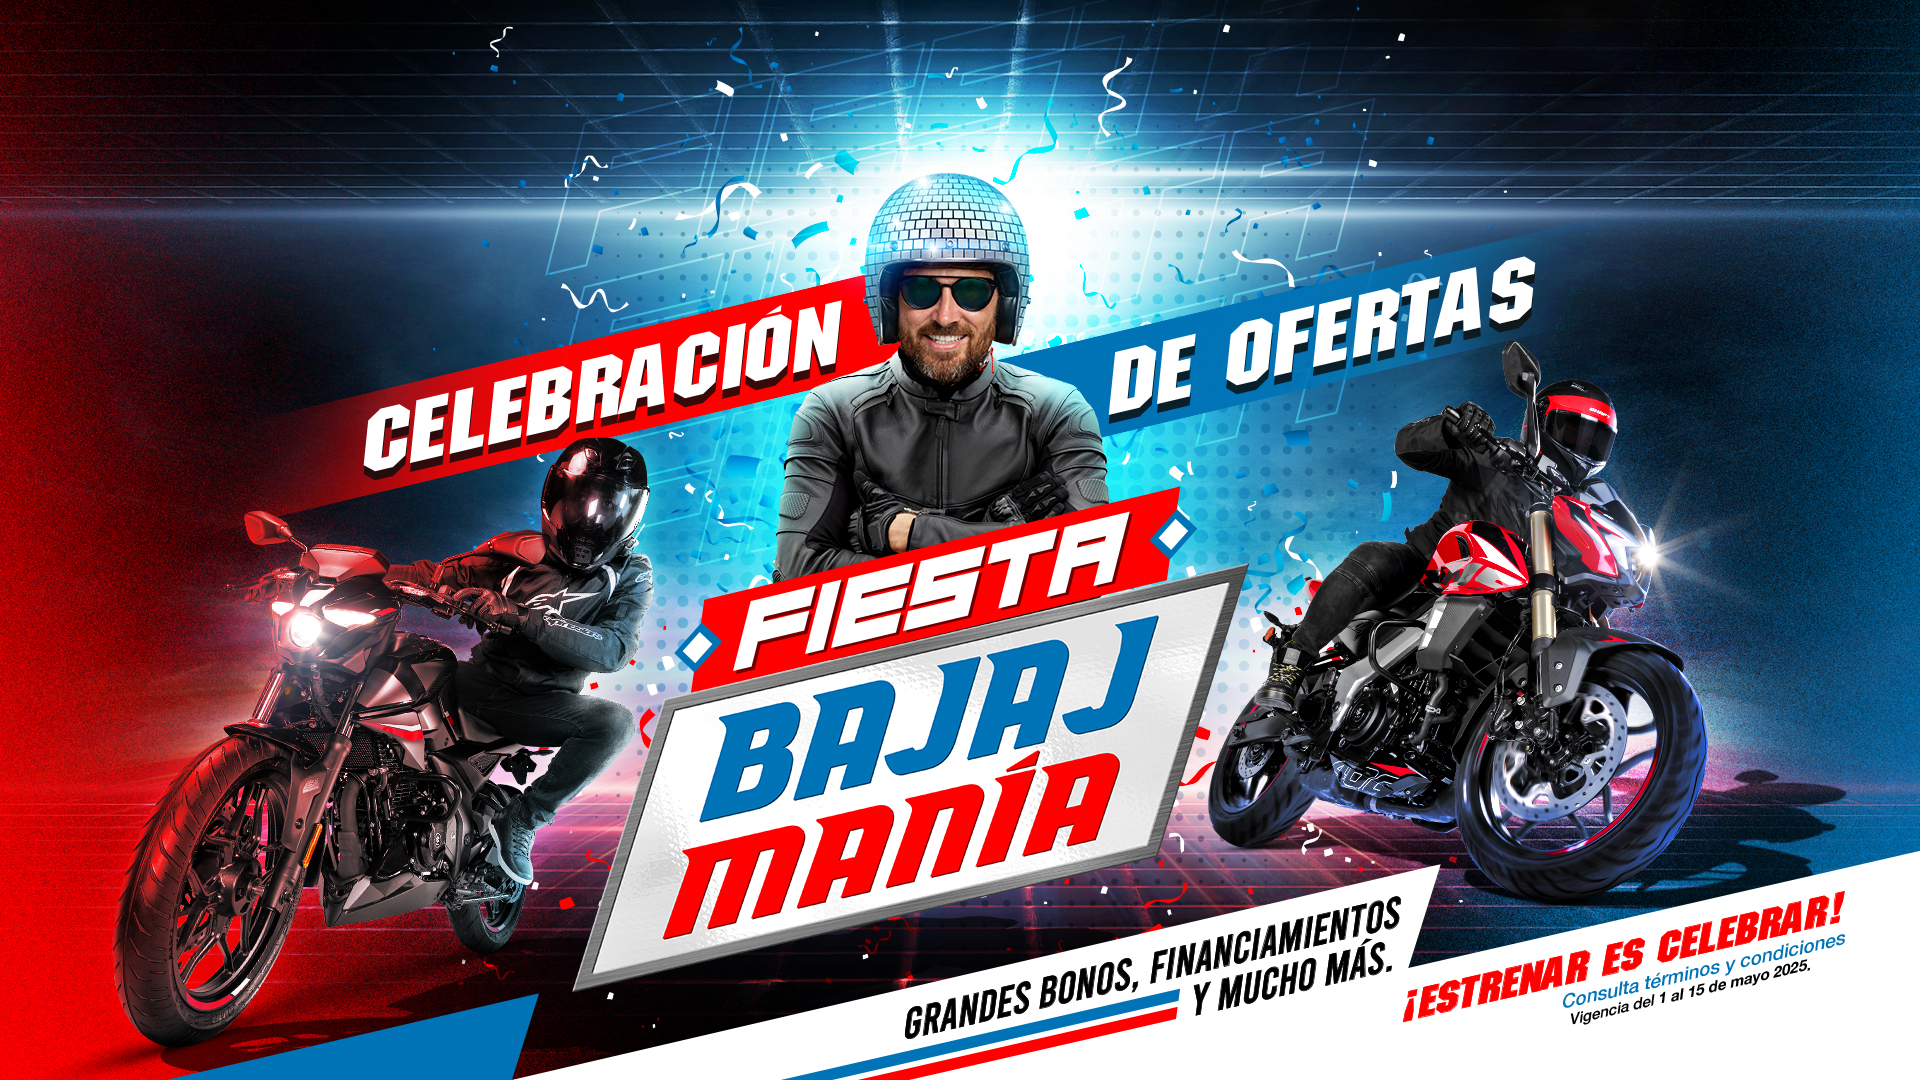 CELEBRACIÓN
DE OFERTAS
FIESTA
BAJAJ
MANÍA
GRANDES BONOS, FINANCIAMIENTOS
Y MUCHO MÁS.
¡ESTRENAR ES CELEBRAR!
Consulta términos y condiciones
Vigencia del 1 al 15 de mayo 2025.